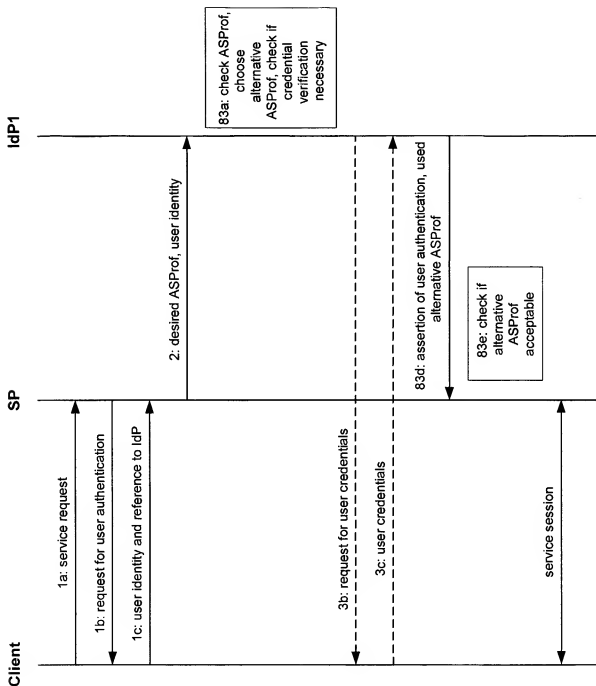 Client
SP
IdP1
1a: service request
1b: request for user authentication
1c: user identity and reference to IdP
2: desired ASProf, user identity
83a: check ASProf,
choose
alternative
ASProf, check if
credential
verification
necessary
3b: request for user credentials
3c: user credentials
83d: assertion of user authentication, used
alternative ASProf
83e: check if
alternative
ASProf
acceptable
service session